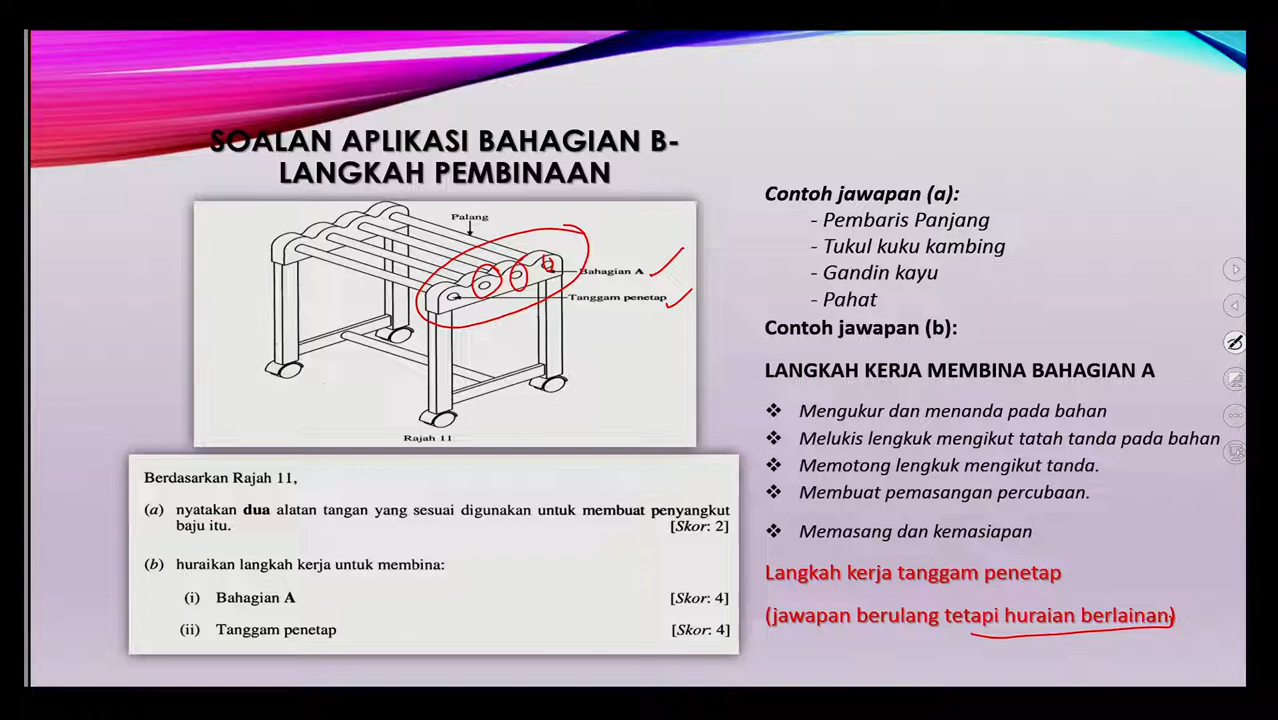 SOALAN APLIKASI BAHAGIAN B-
LANGKAH PEMBINAAN
Palang
Bahagian A
Tanggam penetap
Rajah 11
Berdasarkan Rajah 11,
(a) nyatakan dua alatan tangan yang sesuai digunakan untuk membuat penyangkut
baju itu. [Skor: 2]
(b) huraikan langkah kerja untuk membina:
(i) Bahagian A [Skor: 4]
(ii) Tanggam penetap [Skor: 4]
Contoh jawapan (a):
- Pembaris Panjang
- Tukul kuku kambing
- Gandin kayu
- Pahat
Contoh jawapan (b):
LANGKAH KERJA MEMBINA BAHAGIAN A
❖ Mengukur dan menanda pada bahan
❖ Melukis lengkuk mengikut tatah tanda pada bahan
❖ Memotong lengkuk mengikut tanda.
❖ Membuat pemasangan percubaan.
❖ Memasang dan kemasiapan
Langkah kerja tanggam penetap
(jawapan berulang tetapi huraian berlainan)